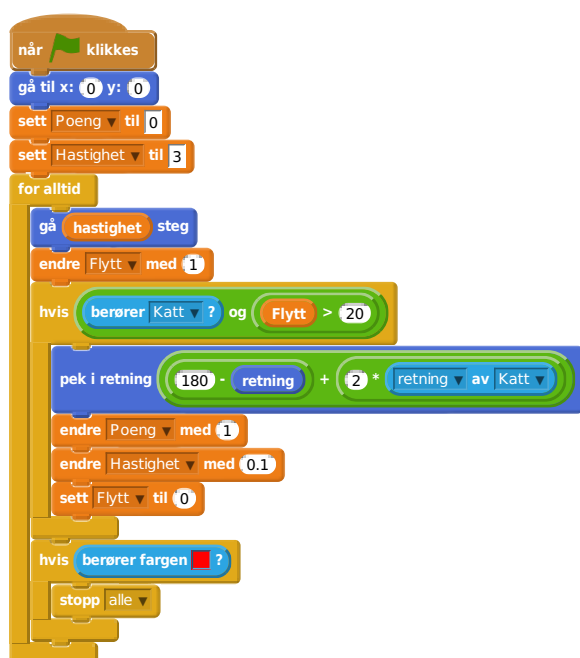 når klikkes
gå til x: 0 y: 0
sett Poeng til 0
sett Hastighet til 3
for alltid
gå hastighet steg
endre Flytt med 1
hvis berører Katt ? og Flytt > 20
pek i retning 180 - retning + 2 * retning av Katt
endre Poeng med 1
endre Hastighet med 0.1
sett Flytt til 0
hvis berører fargen ?
stopp alle